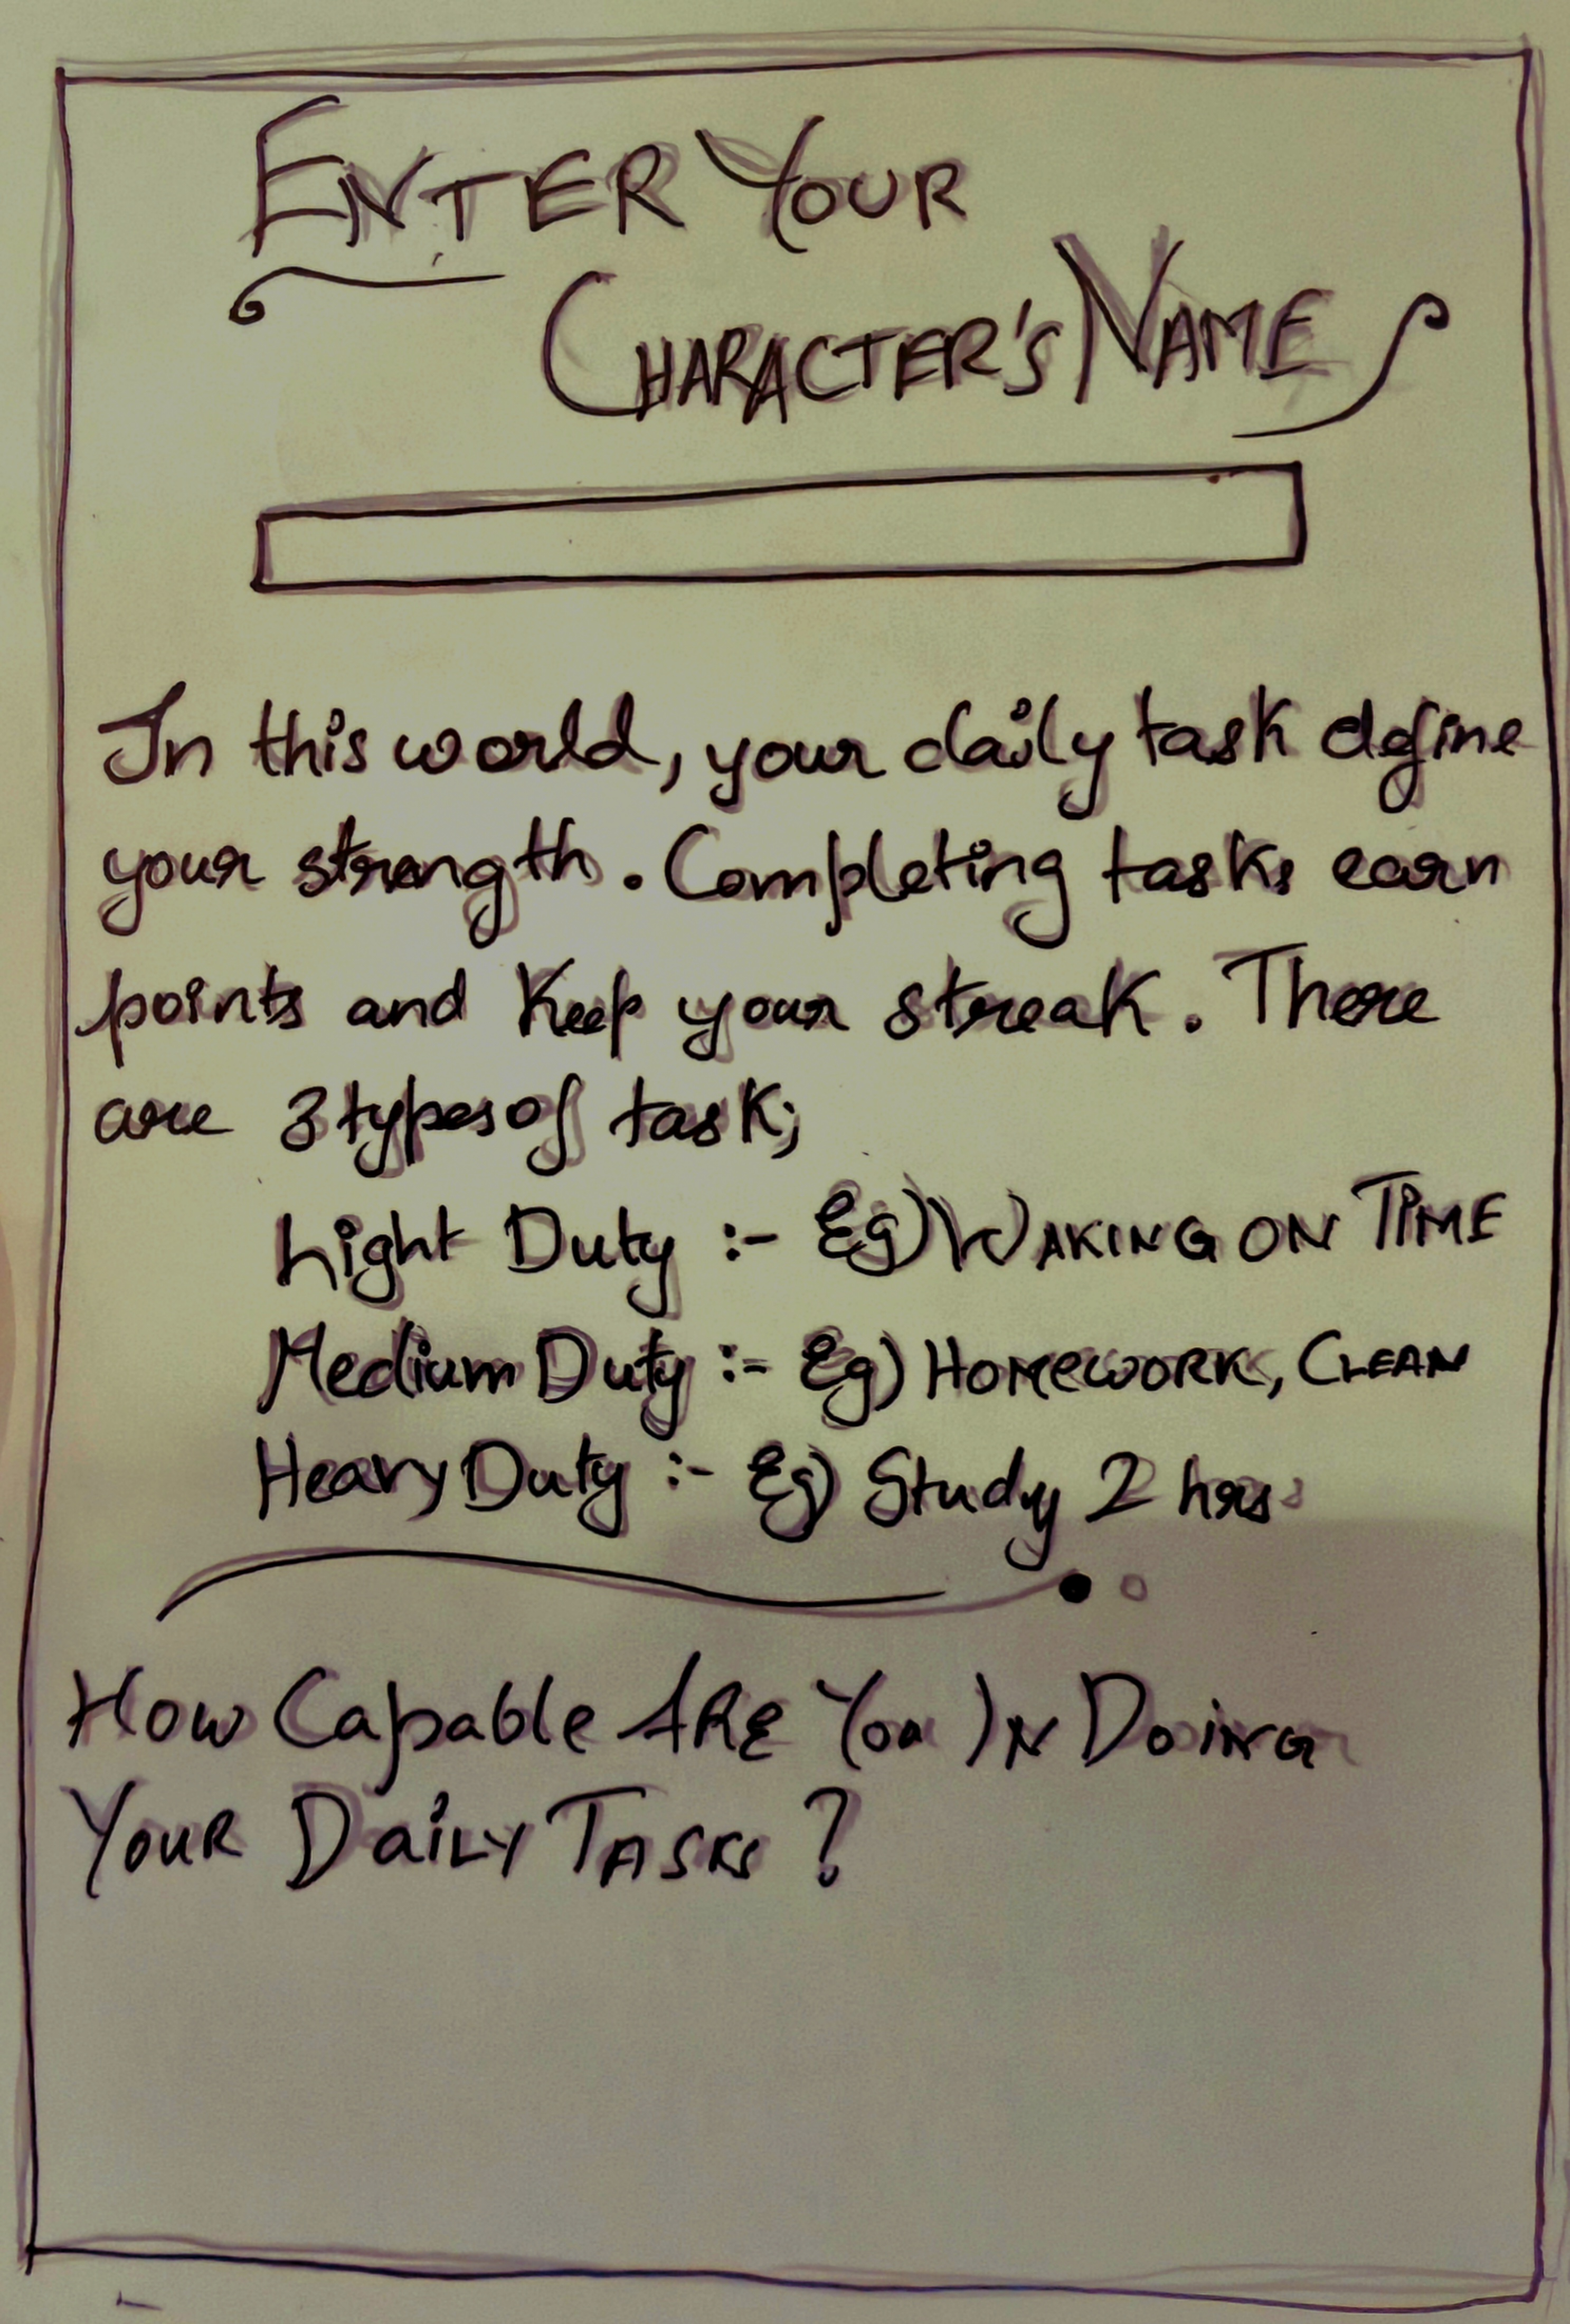 ENTER YOUR
CHARACTER'S NAME
In this world, your daily task define
your strength. Completing tasks earn
points and Keep your streak. There
are 3 types of task;
Light Duty :- Eg) WAKING ON TIME
Medium Duty :- Eg) HOMEWORK, CLEAN
Heavy Duty :- Eg) Study 2 hrs
How Capable ARE You IN DOING
YOUR DAILY TASKS?